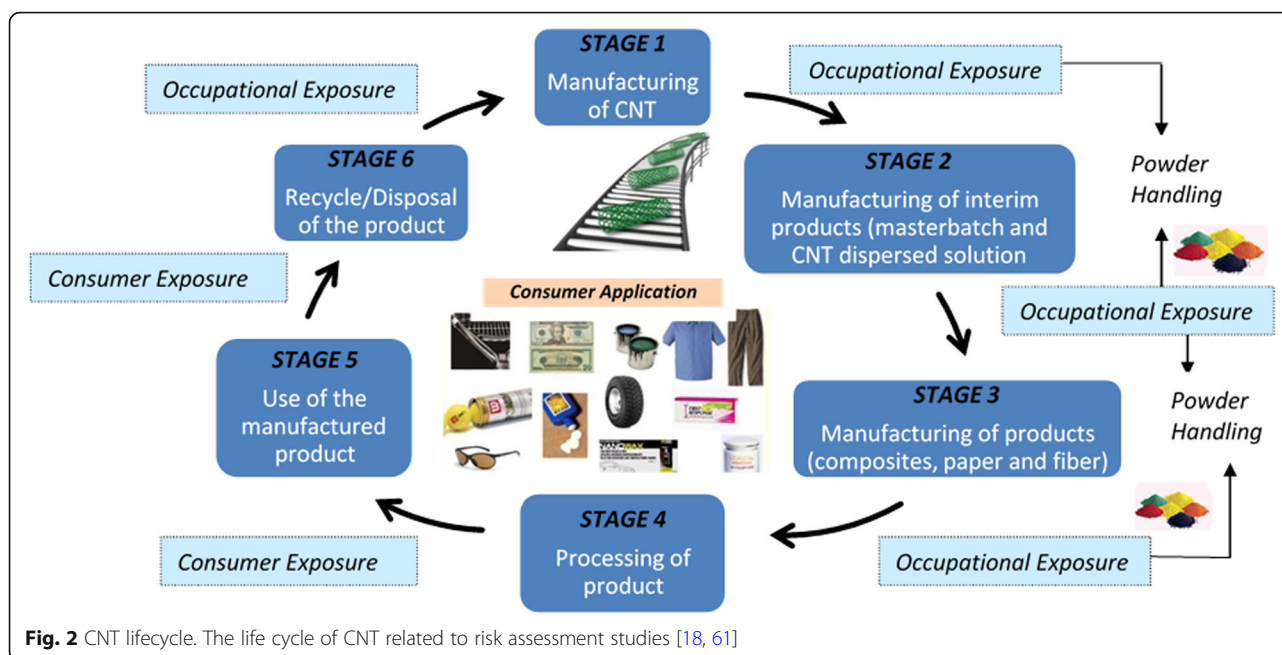 STAGE 1
Manufacturing
of CNT
Occupational Exposure
Occupational Exposure
STAGE 6
Recycle/Disposal
of the product
STAGE 2
Manufacturing of interim
products (masterbatch and
CNT dispersed solution
Powder
Handling
Consumer Exposure
Consumer Application
Occupational Exposure
STAGE 5
Use of the
manufactured
product
20
FIRST
RESPONSE
NANOWAX
STAGE 3
Manufacturing of products
(composites, paper and fiber)
Powder
Handling
STAGE 4
Processing of
product
Consumer Exposure
Occupational Exposure
Fig. 2 CNT lifecycle. The life cycle of CNT related to risk assessment studies [18, 61]